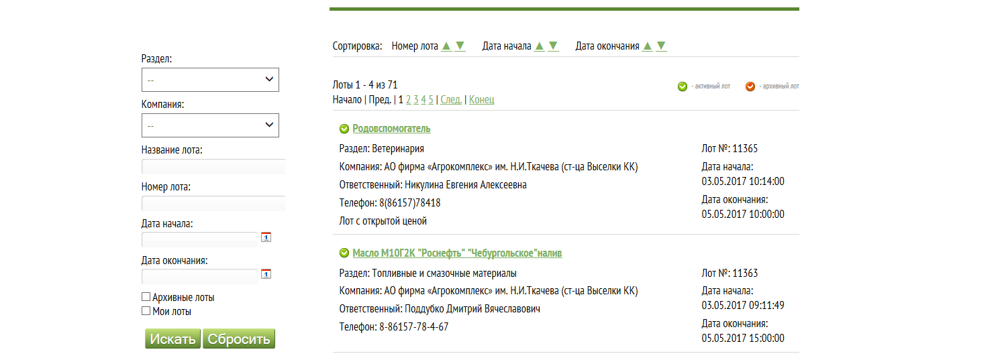 Раздел:
--
Компания:
--
Название лота:
Номер лота:
Дата начала:
1
Дата окончания:
1
Архивные лоты
Мои лоты
Искать Сбросить
Сортировка: Номер лота ▲ ▼ Дата начала ▲ ▼ Дата окончания ▲ ▼
Лоты 1 - 4 из 71
- активный лот - архивный лот
Начало | Пред. | 1 2 3 4 5 | След. | Конец
Родовспомогатель
Раздел: Ветеринария
Компания: АО фирма «Агрокомплекс» им. Н.И.Ткачева (ст-ца Выселки КК)
Ответственный: Никулина Евгения Алексеевна
Телефон: 8(86157)78418
Лот с открытой ценой
Лот №: 11365
Дата начала:
03.05.2017 10:14:00
Дата окончания:
05.05.2017 10:00:00
Масло М10Г2К "Роснефть" "Чебургольское"налив
Раздел: Топливные и смазочные материалы
Компания: АО фирма «Агрокомплекс» им. Н.И.Ткачева (ст-ца Выселки КК)
Ответственный: Поддубко Дмитрий Вячеславович
Телефон: 8-86157-78-4-67
Лот №: 11363
Дата начала:
03.05.2017 09:11:49
Дата окончания:
05.05.2017 15:00:00